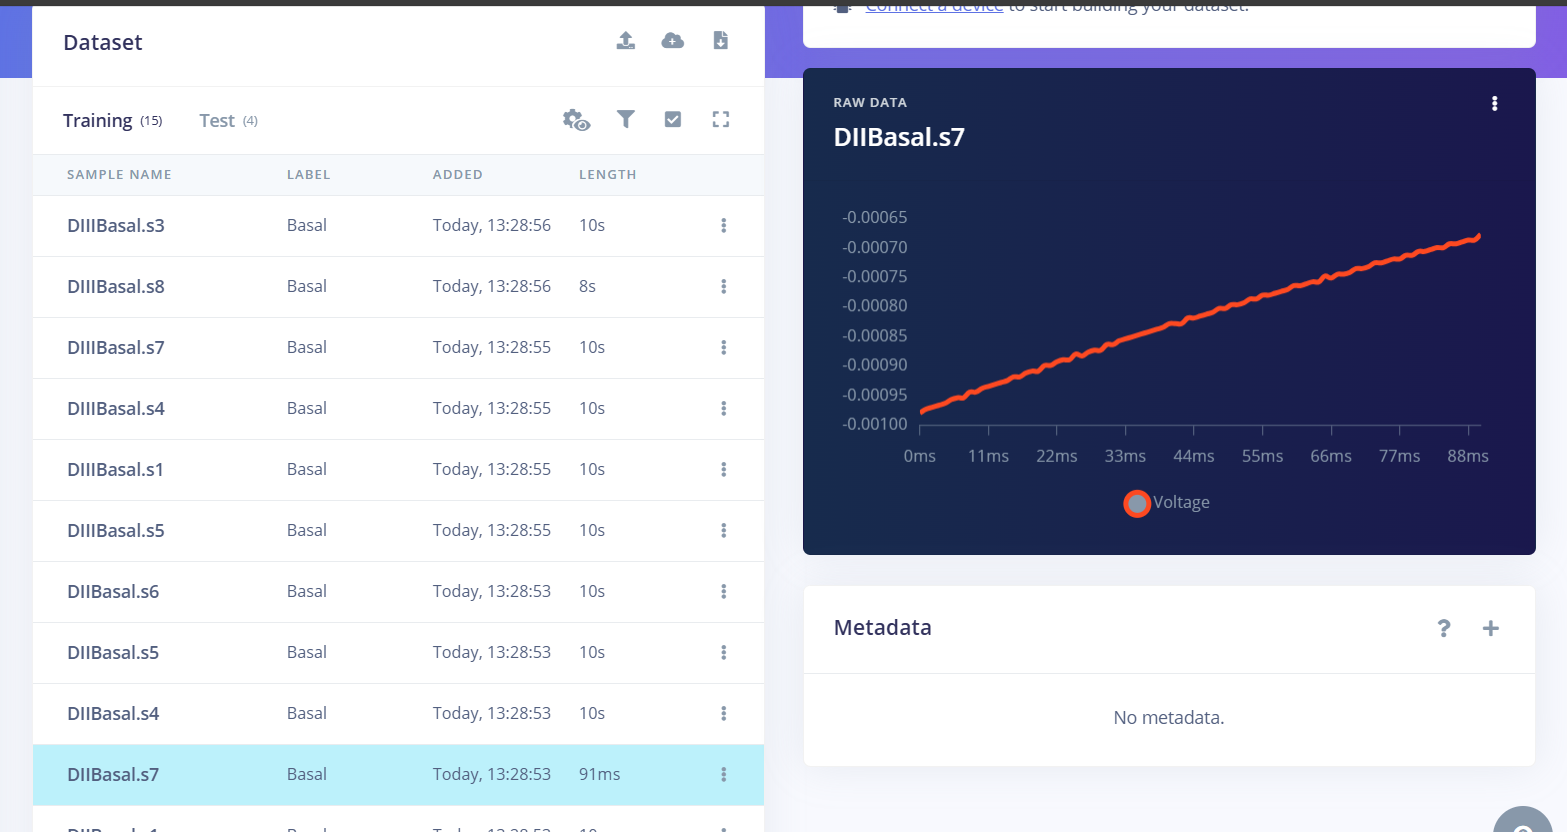 Connect a device to start building your dataset.
Dataset
Training (15) Test (4)
SAMPLE NAME LABEL ADDED LENGTH
DIIIBasal.s3 Basal Today, 13:28:56 10s
DIIIBasal.s8 Basal Today, 13:28:56 8s
DIIIBasal.s7 Basal Today, 13:28:55 10s
DIIIBasal.s4 Basal Today, 13:28:55 10s
DIIIBasal.s1 Basal Today, 13:28:55 10s
DIIIBasal.s5 Basal Today, 13:28:55 10s
DIIBasal.s6 Basal Today, 13:28:53 10s
DIIBasal.s5 Basal Today, 13:28:53 10s
DIIBasal.s4 Basal Today, 13:28:53 10s
DIIBasal.s7 Basal Today, 13:28:53 91ms
RAW DATA
DIIBasal.s7
-0.00065
-0.00070
-0.00075
-0.00080
-0.00085
-0.00090
-0.00095
-0.00100
0ms 11ms 22ms 33ms 44ms 55ms 66ms 77ms 88ms
Voltage
Metadata
No metadata.